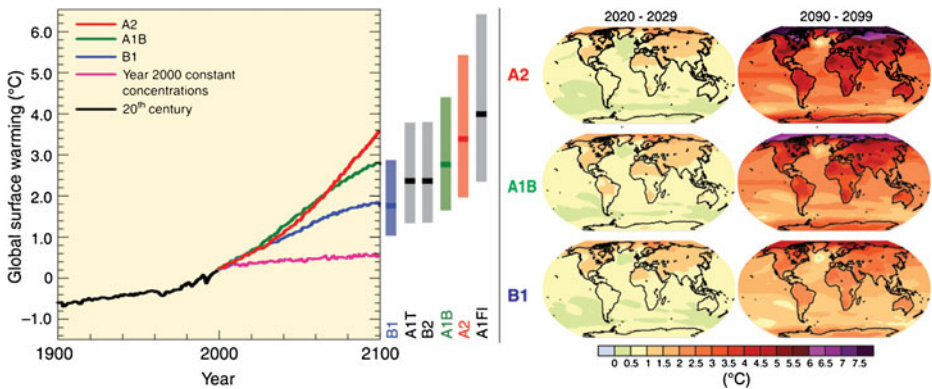 A2
A1B
B1
Year 2000 constant
concentrations
20th century
Global surface warming (°C)
6.0
5.0
4.0
3.0
2.0
1.0
0
–1.0
1900
2000
2100
Year
B1
A1T
B2
A1B
A2
A1FI
2020 - 2029
2090 - 2099
A2
A1B
B1
0 0.5 1 1.5 2 2.5 3 3.5 4 4.5 5 5.5 6 6.5 7 7.5
(°C)